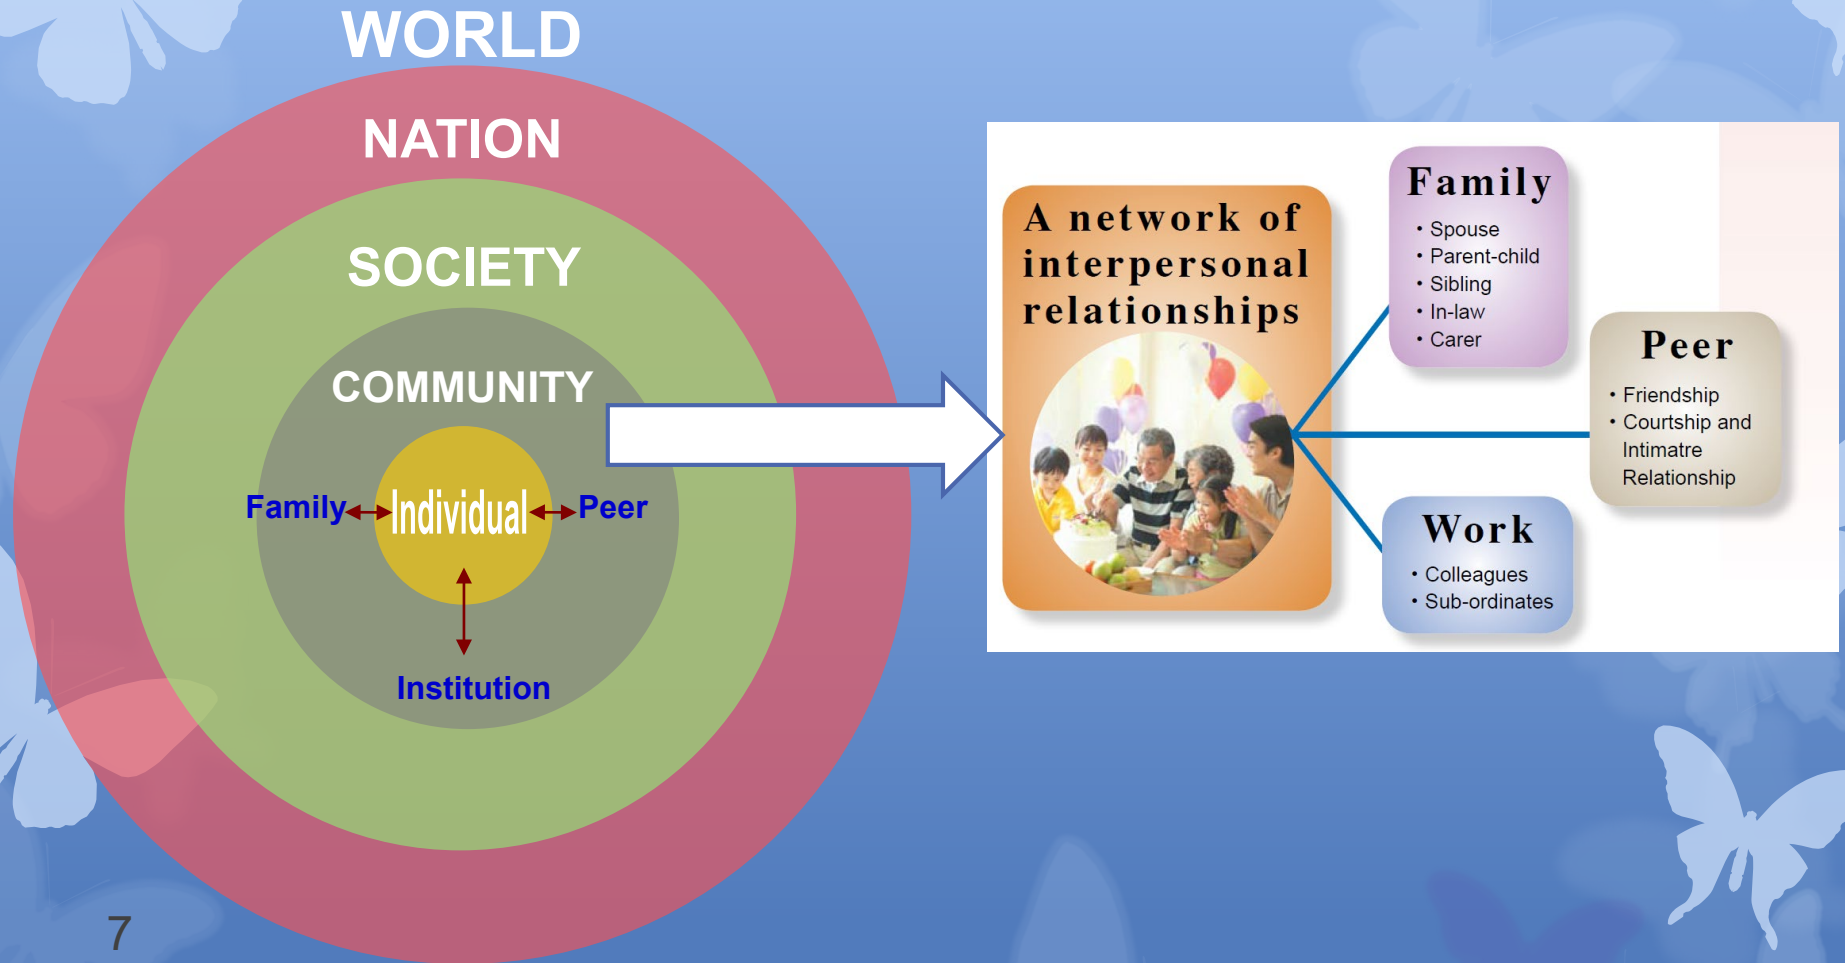 WORLD
NATION
SOCIETY
COMMUNITY
Family
Individual
Peer
Institution
A network of
interpersonal
relationships
Family
• Spouse
• Parent-child
• Sibling
• In-law
• Carer
Peer
• Friendship
• Courtship and
Intimatre
Relationship
Work
• Colleagues
• Sub-ordinates
7